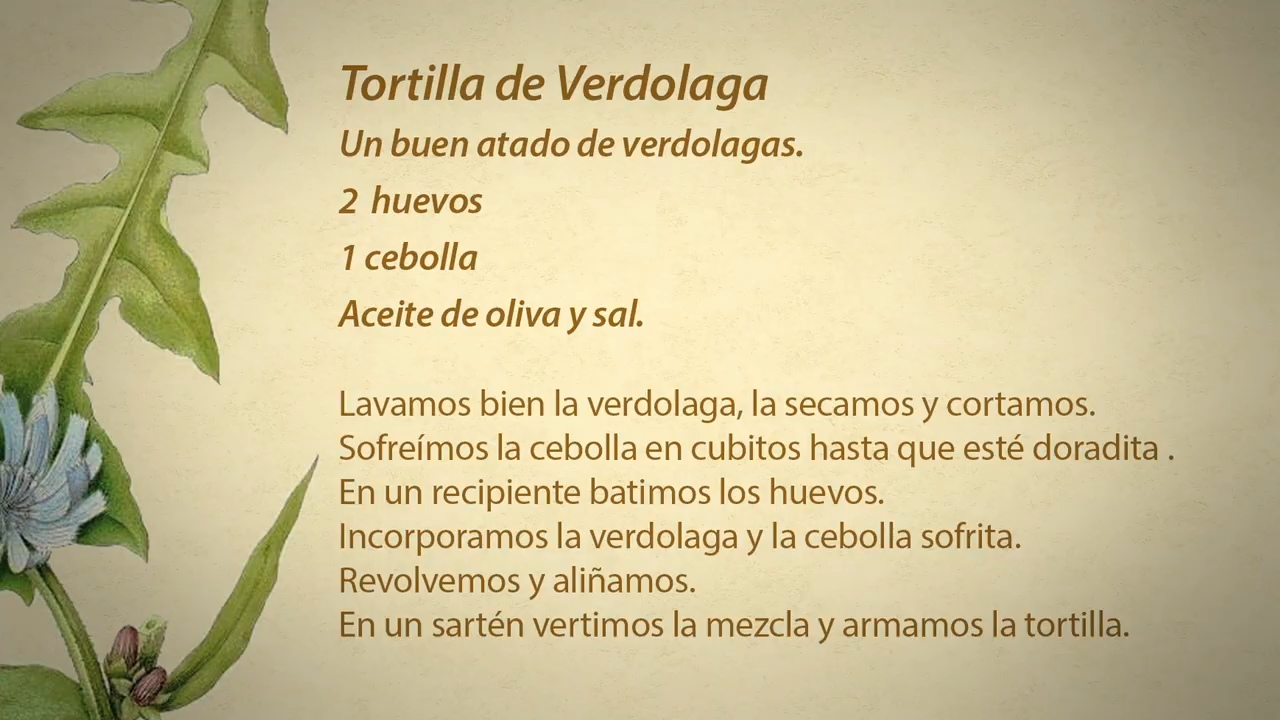 Tortilla de Verdolaga
Un buen atado de verdolagas.
2 huevos
1 cebolla
Aceite de oliva y sal.
Lavamos bien la verdolaga, la secamos y cortamos.
Sofreímos la cebolla en cubitos hasta que esté doradita .
En un recipiente batimos los huevos.
Incorporamos la verdolaga y la cebolla sofrita.
Revolvemos y aliñamos.
En un sartén vertimos la mezcla y armamos la tortilla.